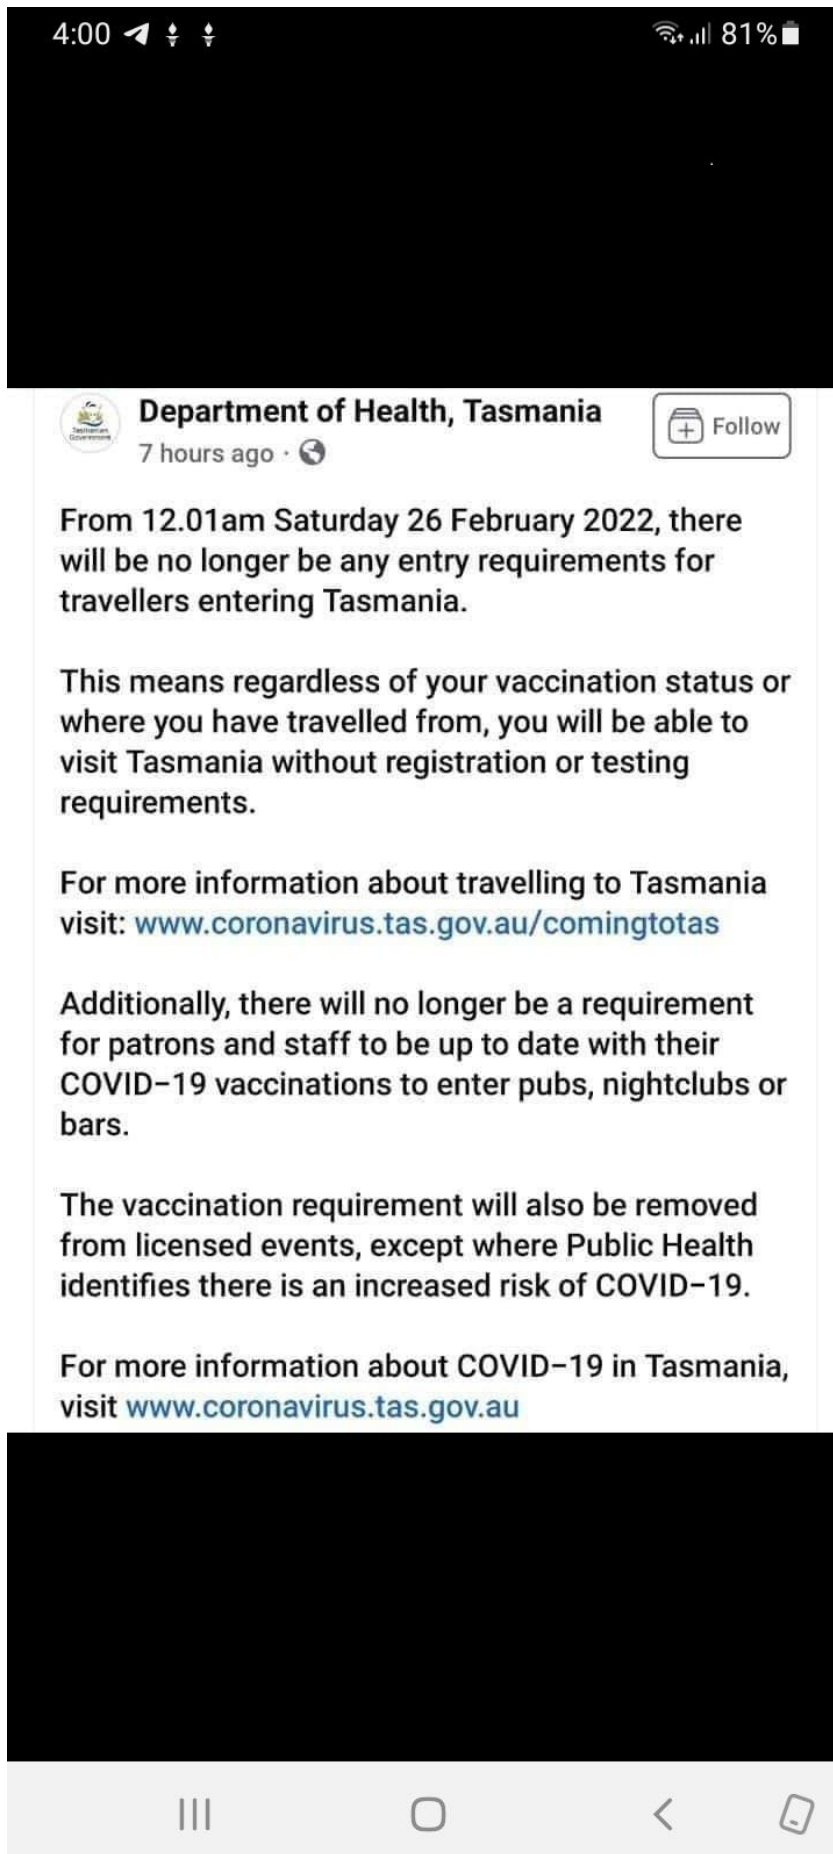 4:00
81%
Department of Health, Tasmania
7 hours ago ·
Follow
From 12.01am Saturday 26 February 2022, there
will be no longer be any entry requirements for
travellers entering Tasmania.
This means regardless of your vaccination status or
where you have travelled from, you will be able to
visit Tasmania without registration or testing
requirements.
For more information about travelling to Tasmania
visit: www.coronavirus.tas.gov.au/comingtotas
Additionally, there will no longer be a requirement
for patrons and staff to be up to date with their
COVID-19 vaccinations to enter pubs, nightclubs or
bars.
The vaccination requirement will also be removed
from licensed events, except where Public Health
identifies there is an increased risk of COVID-19.
For more information about COVID-19 in Tasmania,
visit www.coronavirus.tas.gov.au